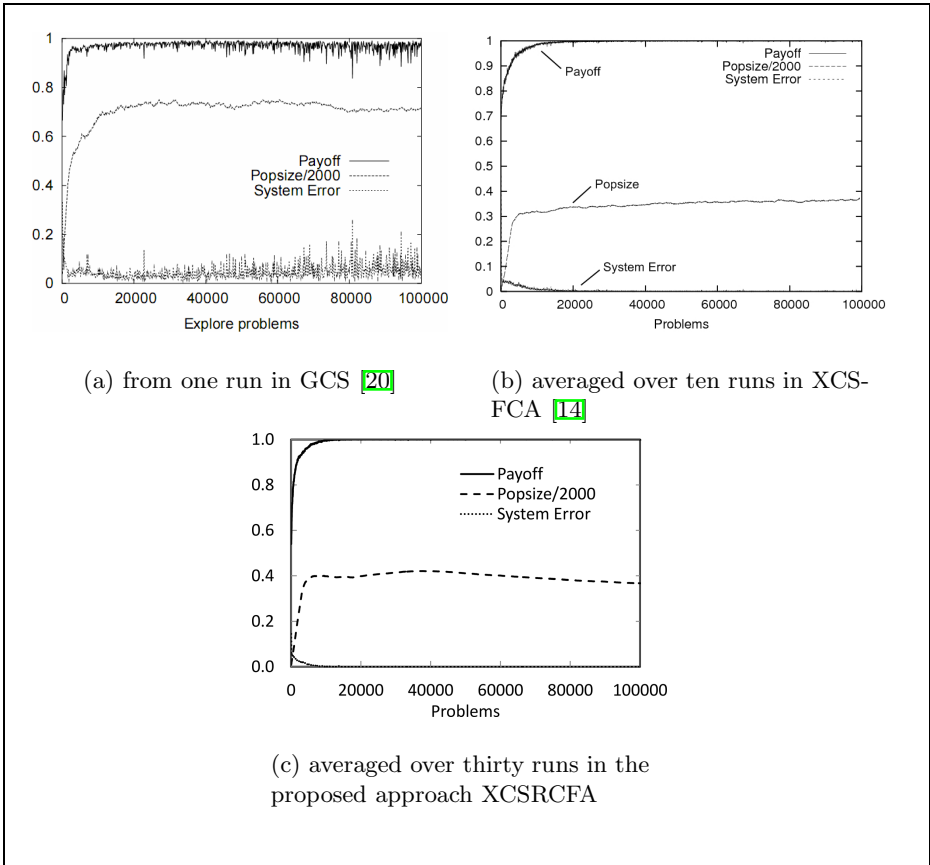 1
0.8
0.6
0.4
0.2
0
0 20000 40000 60000 80000 100000
Explore problems
Payoff
Popsize/2000
System Error
(a) from one run in GCS [20]
1
0.9
0.8
0.7
0.6
0.5
0.4
0.3
0.2
0.1
0
0 20000 40000 60000 80000 100000
Problems
Payoff
Popsize/2000
System Error
Payoff
Popsize
System Error
(b) averaged over ten runs in XCS-
FCA [14]
1.0
0.8
0.6
0.4
0.2
0.0
0 20000 40000 60000 80000 100000
Problems
Payoff
Popsize/2000
System Error
(c) averaged over thirty runs in the
proposed approach XCSRCFA